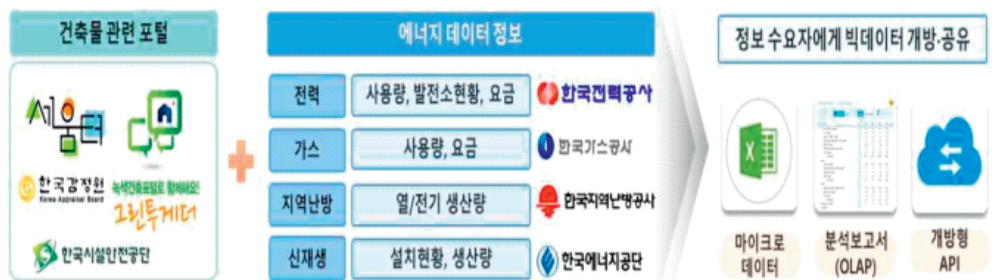 건축물 관련 포털
세움터
한국감정원
Korea Appraisal Board
녹색건축포털로 함께해요!
그린투게더
한국시설안전공단
에너지 데이터 정보
전력
사용량, 발전소현황, 요금
한국전력공사
가스
사용량, 요금
한국가스공사
지역난방
열/전기 생산량
한국지역난방공사
신재생
설치현황, 생산량
한국에너지공단
정보 수요자에게 빅데이터 개방·공유
X
마이크로
데이터
분석보고서
(OLAP)
개방형
API